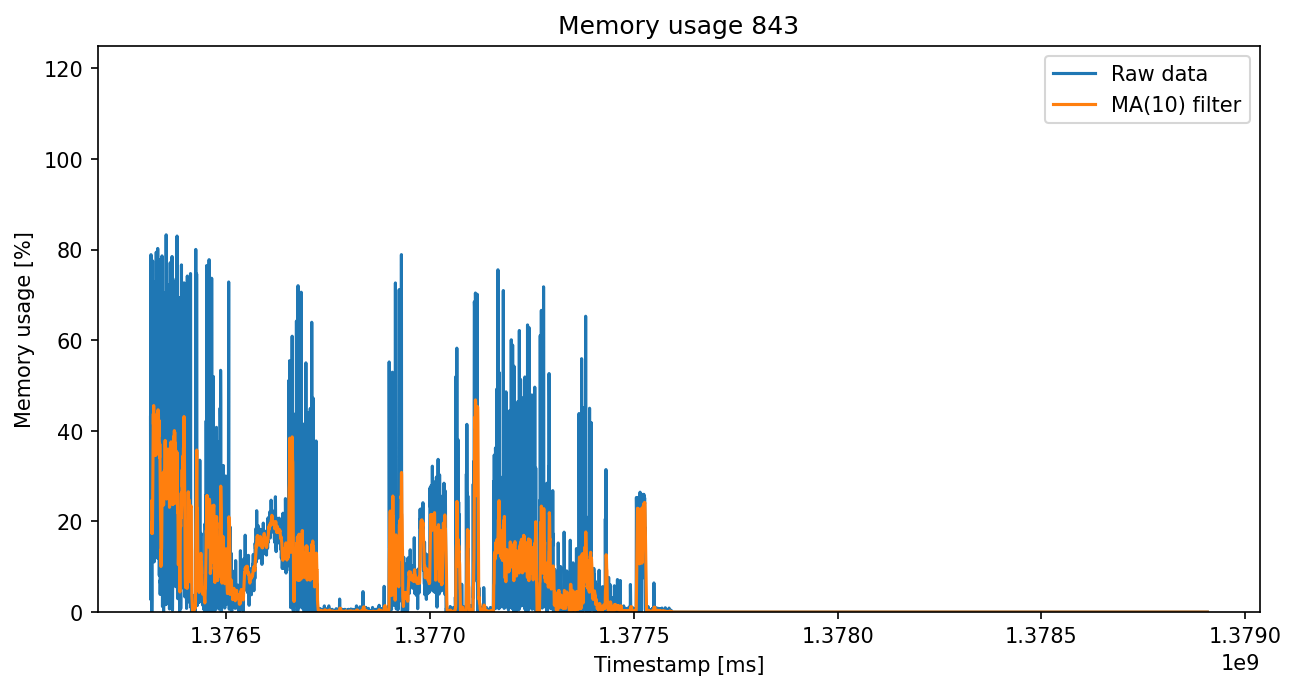 Memory usage 843
Raw data
MA(10) filter
Memory usage [%]
120
100
80
60
40
20
0
1.3765 1.3770 1.3775 1.3780 1.3785 1.3790
1e9
Timestamp [ms]